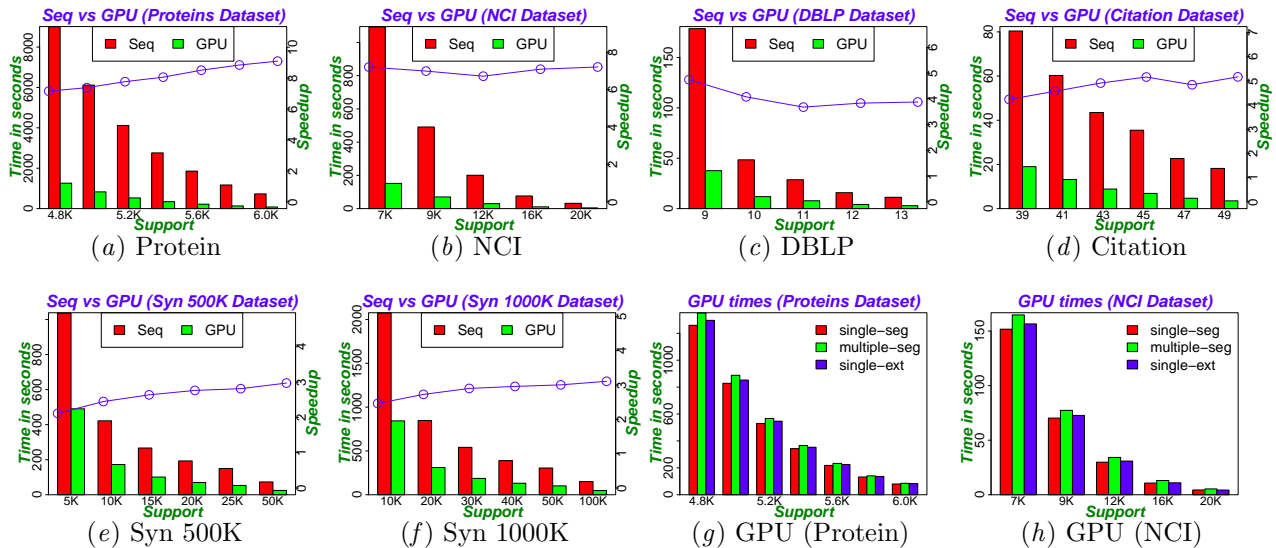 Seq vs GPU (Proteins Dataset)
Seq GPU
Time in seconds
0 2000 4000 6000 8000
Speedup
0 2 4 6 8 10
4.8K 5.2K 5.6K 6.0K
Support
(a) Protein
Seq vs GPU (NCI Dataset)
Seq GPU
Time in seconds
0 200 400 600 800
Speedup
0 2 4 6 8
7K 9K 12K 16K 20K
Support
(b) NCI
Seq vs GPU (DBLP Dataset)
Seq GPU
Time in seconds
0 50 100 150
Speedup
0 1 2 3 4 5 6
9 10 11 12 13
Support
(c) DBLP
Seq vs GPU (Citation Dataset)
Seq GPU
Time in seconds
0 20 40 60 80
Speedup
0 1 2 3 4 5 6 7
39 41 43 45 47 49
Support
(d) Citation
Seq vs GPU (Syn 500K Dataset)
Seq GPU
Time in seconds
0 200 400 600 800
Speedup
0 1 2 3 4
5K 10K 15K 20K 25K 50K
Support
(e) Syn 500K
Seq vs GPU (Syn 1000K Dataset)
Seq GPU
Time in seconds
0 500 1000 1500 2000
Speedup
0 1 2 3 4 5
10K 20K 30K 40K 50K 100K
Support
(f) Syn 1000K
GPU times (Proteins Dataset)
single-seg
multiple-seg
single-ext
Time in seconds
0 200 600 1000
4.8K 5.2K 5.6K 6.0K
Support
(g) GPU (Protein)
GPU times (NCI Dataset)
single-seg
multiple-seg
single-ext
Time in seconds
0 50 100 150
7K 9K 12K 16K 20K
Support
(h) GPU (NCI)